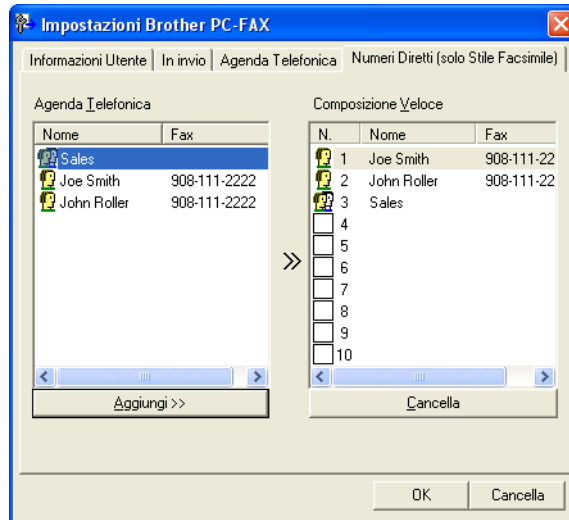 Impostazioni Brother PC-FAX
Informazioni Utente In invio Agenda Telefonica Numeri Diretti (solo Stile Facsimile)
Agenda Telefonica
Nome Fax
Sales
Joe Smith 908-111-2222
John Roller 908-111-2222
Aggiungi >>
>>
Composizione Veloce
N. Nome Fax
1 Joe Smith 908-111-22
2 John Roller 908-111-22
3 Sales
4
5
6
7
8
9
10
Cancella
OK Cancella